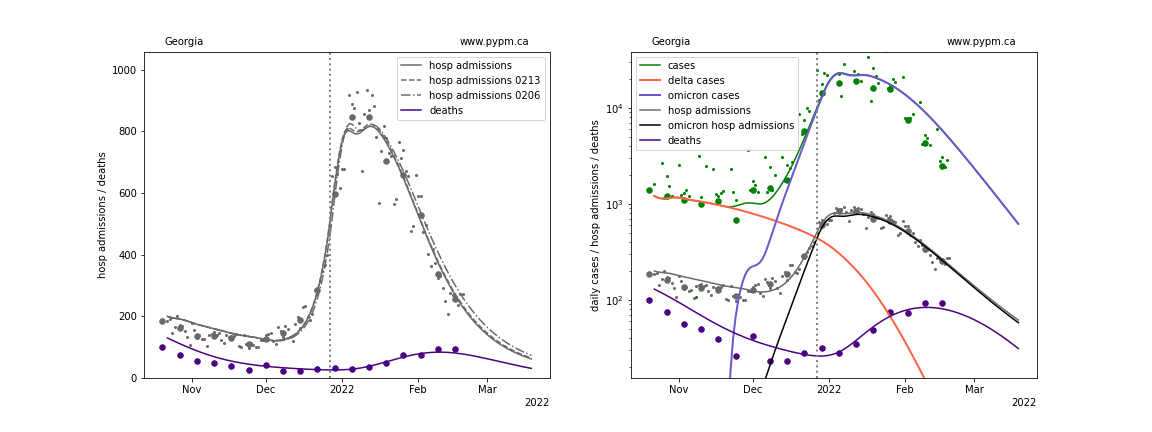 Georgia
www.pypm.ca
hosp admissions / deaths
1000
800
600
400
200
0
hosp admissions
hosp admissions 0213
hosp admissions 0206
deaths
Nov
Dec
2022
Feb
Mar
2022
Georgia
www.pypm.ca
daily cases / hosp admissions / deaths
10⁴
10³
10²
cases
delta cases
omicron cases
hosp admissions
omicron hosp admissions
deaths
Nov
Dec
2022
Feb
Mar
2022